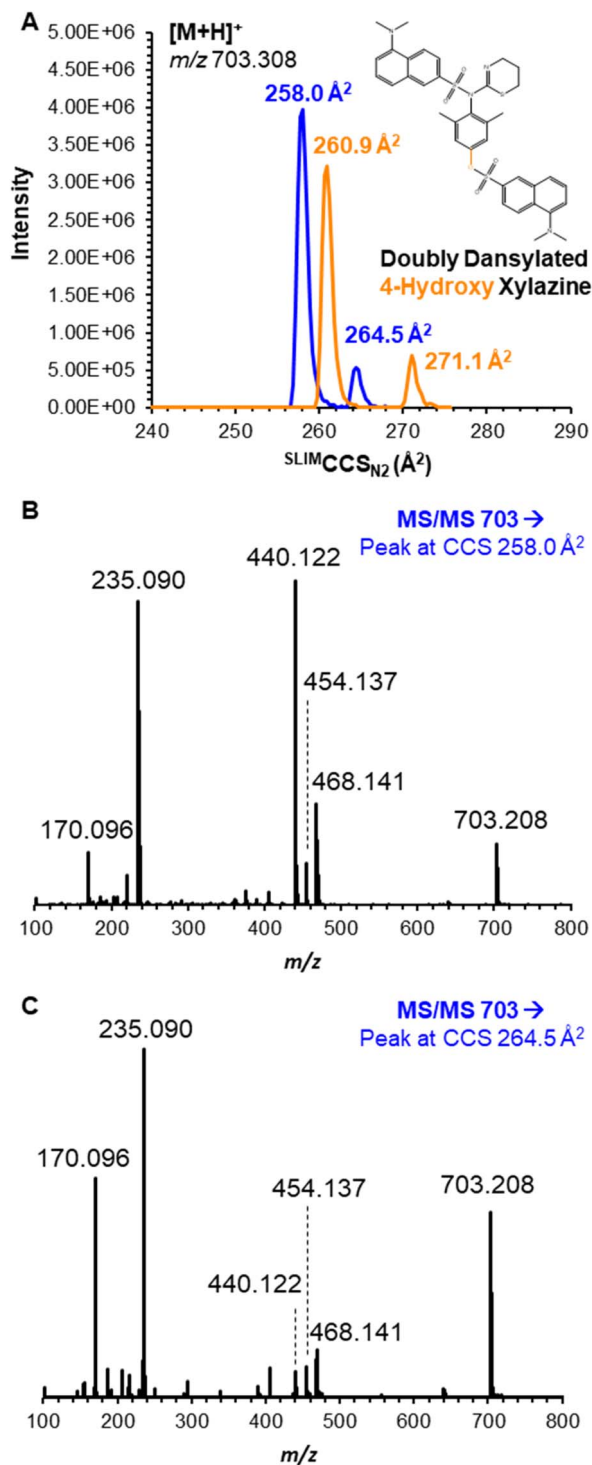 A
5.00E+06
4.50E+06
4.00E+06
3.50E+06
3.00E+06
2.50E+06
2.00E+06
1.50E+06
1.00E+06
5.00E+05
0.00E+00
Intensity
[M+H]⁺
m/z 703.308
258.0 Å²
260.9 Å²
264.5 Å²
271.1 Å²
N
O
S
O
N
N
S
O
S
O
O
N
Doubly Dansylated
4-Hydroxy Xylazine
240 250 260 270 280 290
SLIMCCSN2 (Å²)
B
MS/MS 703 →
Peak at CCS 258.0 Å²
440.122
235.090
454.137
468.141
170.096
703.208
100 200 300 400 500 600 700 800
m/z
C
MS/MS 703 →
Peak at CCS 264.5 Å²
235.090
170.096
454.137
703.208
440.122
468.141
100 200 300 400 500 600 700 800
m/z